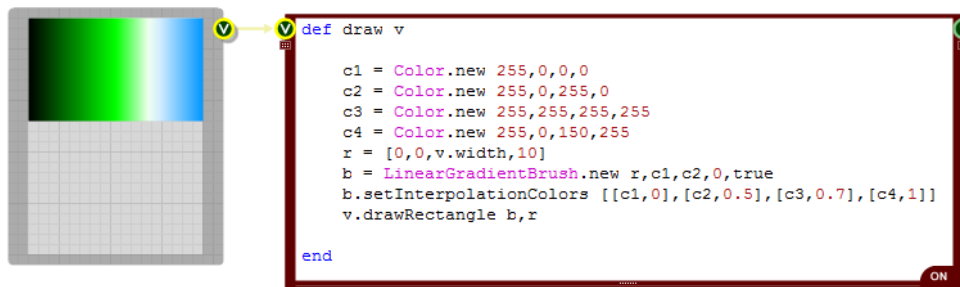 V V def draw v
c1 = Color.new 255,0,0,0
c2 = Color.new 255,0,255,0
c3 = Color.new 255,255,255,255
c4 = Color.new 255,0,150,255
r = [0,0,v.width,10]
b = LinearGradientBrush.new r,c1,c2,0,true
b.setInterpolationColors [[c1,0],[c2,0.5],[c3,0.7],[c4,1]]
v.drawRectangle b,r
end
ON